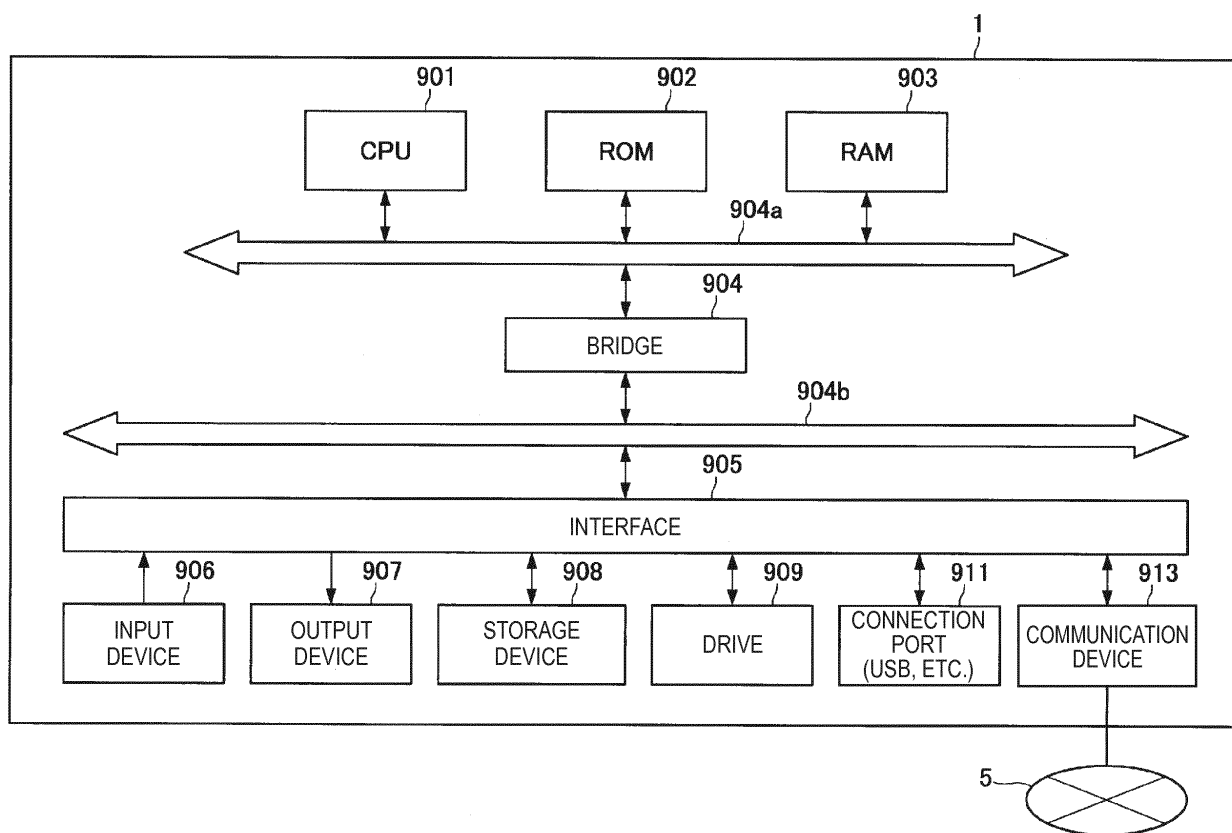 1
901
902
903
CPU
ROM
RAM
904a
904
BRIDGE
904b
905
INTERFACE
906
907
908
909
911
913
INPUT
DEVICE
OUTPUT
DEVICE
STORAGE
DEVICE
DRIVE
CONNECTION
PORT
(USB, ETC.)
COMMUNICATION
DEVICE
5